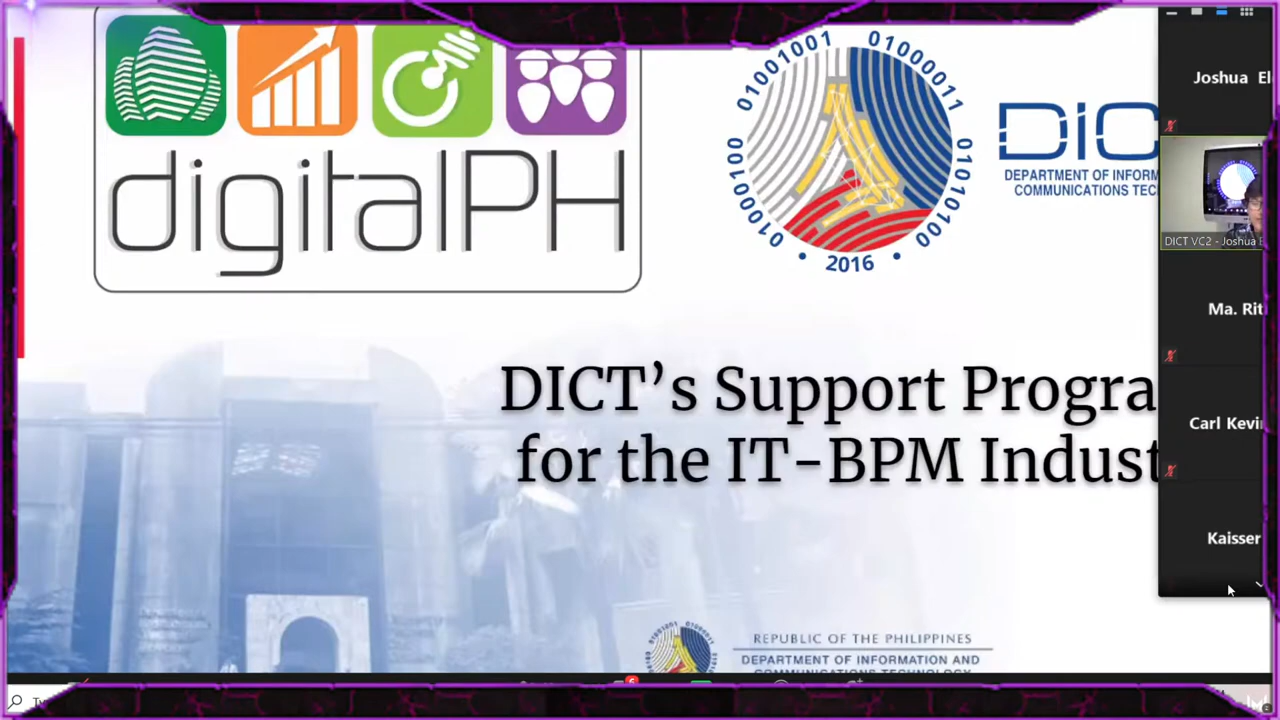 digitalPH
01000100 01001001 01000011 01010100
2016
DiC
DEPARTMENT OF INFORM
COMMUNICATIONS TEC
DICT’s Support Progra
for the IT-BPM Indust
REPUBLIC OF THE PHILIPPINES
DEPARTMENT OF INFORMATION AND
COMMUNICATIONS TECHNOLOGY
Joshua El
DICT VC2 - Joshua E
Ma. Rit
Carl Kevi
Kaisser